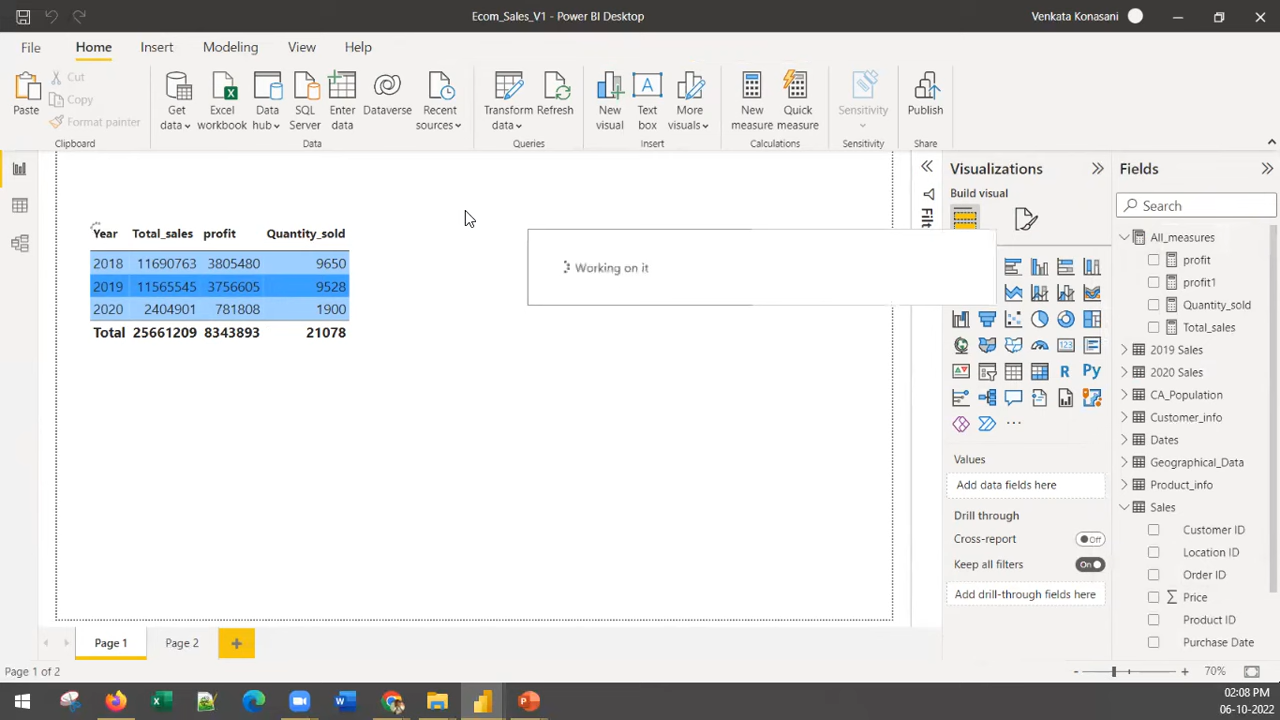 Ecom_Sales_V1 - Power BI Desktop
Venkata Konasani
File Home Insert Modeling View Help
Paste
Cut
Copy
Format painter
Clipboard
Get data
Excel workbook
Data hub
SQL Server
Enter data
Dataverse
Recent sources
Data
Transform data
Refresh
Queries
New visual
Text box
More visuals
Insert
New measure
Quick measure
Calculations
Sensitivity
Sensitivity
Publish
Share
Year Total_sales profit Quantity_sold
2018 11690763 3805480 9650
2019 11565545 3756605 9528
2020 2404901 781808 1900
Total 25661209 8343893 21078
Working on it
Filt
Visualizations
Build visual
R Py
123
Values
Add data fields here
Drill through
Cross-report Off
Keep all filters On
Add drill-through fields here
Fields
Search
All_measures
profit
profit1
Quantity_sold
Total_sales
2019 Sales
2020 Sales
CA_Population
Customer_info
Dates
Geographical_Data
Product_info
Sales
Customer ID
Location ID
Order ID
Price
Product ID
Purchase Date
Page 1 Page 2
Page 1 of 2
70%
02:08 PM
06-10-2022